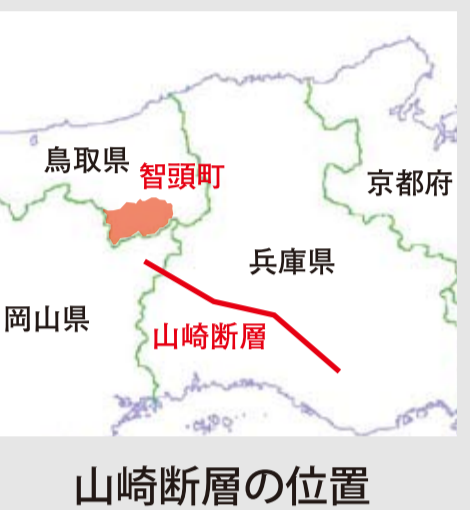 鳥取県
智頭町
京都府
兵庫県
岡山県
山崎断層
山崎断層の位置